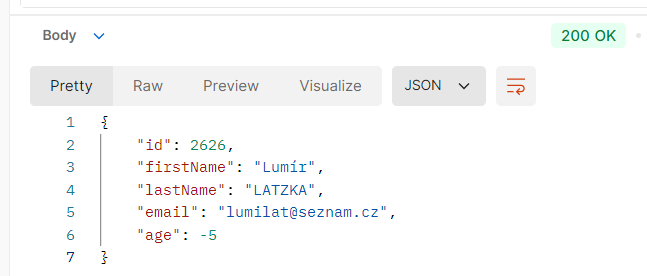 Body 200 OK
Pretty Raw Preview Visualize JSON
1 {
2 "id": 2626,
3 "firstName": "Lumír",
4 "lastName": "LATZKA",
5 "email": "lumilat@seznam.cz",
6 "age": -5
7 }